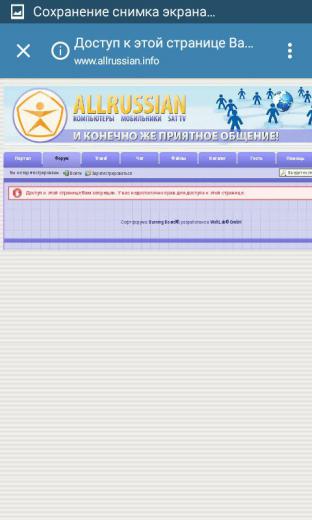 Сохранение снимка экрана...
Доступ к этой странице Ва...
www.allrussian.info
ALLRUSSIAN
КОМПЬЮТЕРЫ МОБИЛЬНИКИ SAT TV
И КОНЕЧНО ЖЕ ПРИЯТНОЕ ОБЩЕНИЕ!
Портал Форум Travel Чат Файлы Каталог Гость Помощь
Вы не зарегистрированы Войти Зарегистрироваться
Доступ к этой странице Вам запрещен. У вас недостаточно прав для доступа к этой странице.
Burning Board®, разработано WoltLab® GmbH